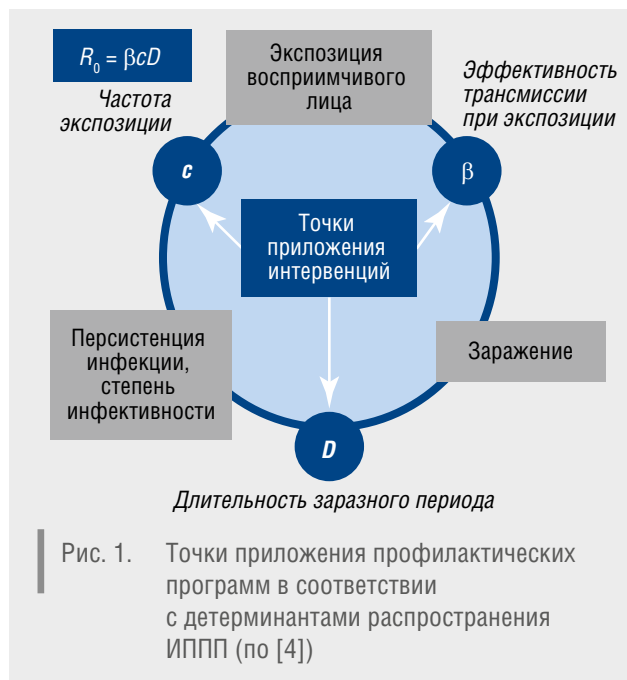 R₀ = βcD
Частота
экспозиции
Экспозиция
восприимчивого
лица
Эффективность
трансмиссии
при экспозиции
c
β
Точки
приложения
интервенций
Персистенция
инфекции,
степень
инфективности
Заражение
D
Длительность заразного периода
Рис. 1. Точки приложения профилактических
программ в соответствии
с детерминантами распространения
ИППП (по [4])